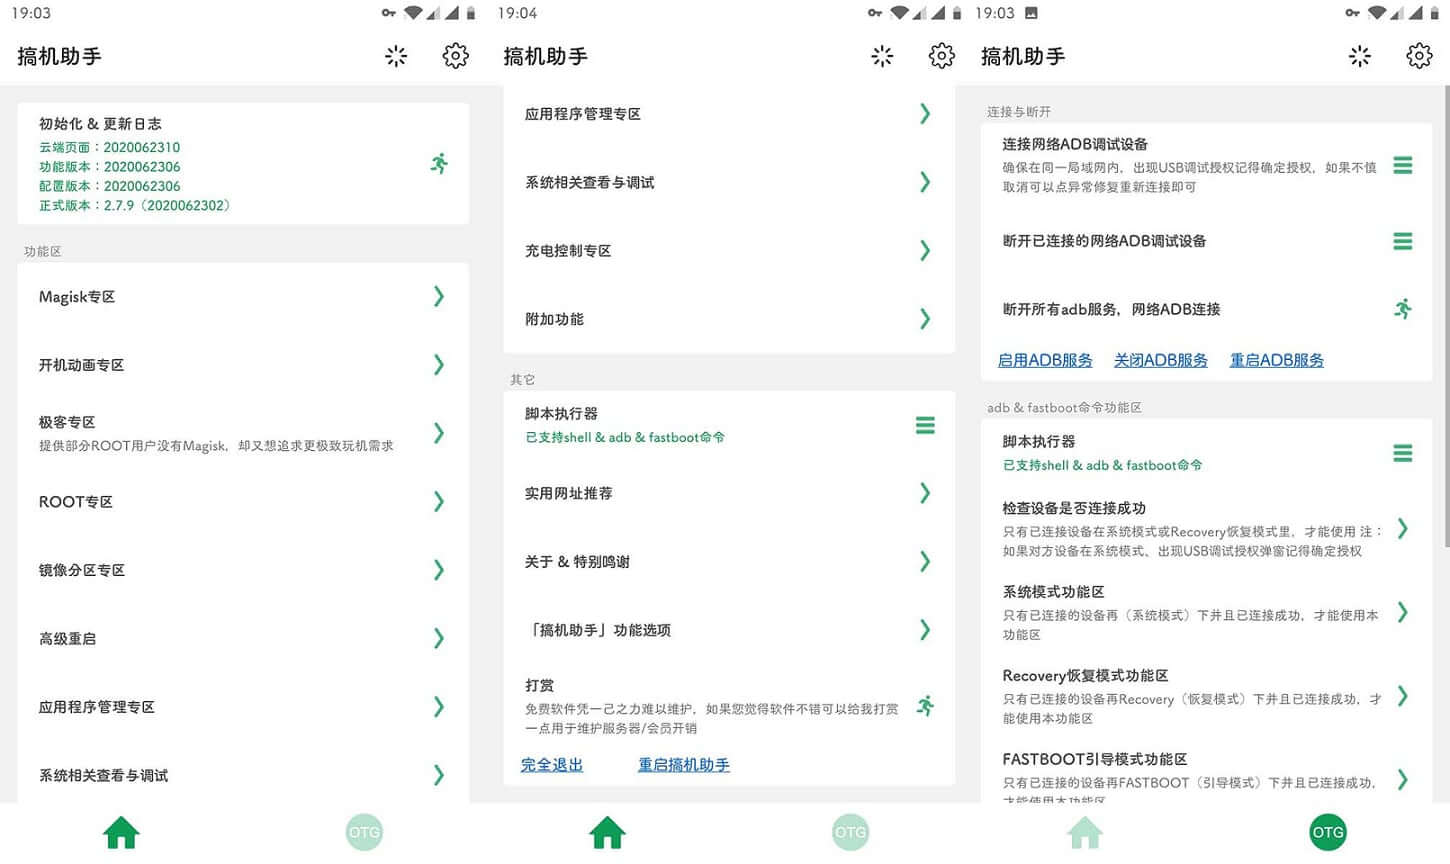 19:03
搞机助手
初始化 & 更新日志
云端页面：2020062310
功能版本：2020062306
配置版本：2020062306
正式版本：2.7.9（2020062302）
功能区
Magisk专区
开机动画专区
极客专区
提供部分ROOT用户没有Magisk，却又想追求更极致玩机需求
ROOT专区
镜像分区专区
高级重启
应用程序管理专区
系统相关查看与调试
OTG
19:04
搞机助手
应用程序管理专区
系统相关查看与调试
充电控制专区
附加功能
其它
脚本执行器
已支持shell & adb & fastboot命令
实用网址推荐
关于 & 特别鸣谢
「搞机助手」功能选项
打赏
免费软件凭一己之力难以维护，如果您觉得软件不错可以给我打赏
一点用于维护服务器/会员开销
完全退出 重启搞机助手
OTG
19:03
搞机助手
连接与断开
连接网络ADB调试设备
确保在同一局域网内，出现USB调试授权记得确定授权，如果不慎
取消可以点异常修复重新连接即可
断开已连接的网络ADB调试设备
断开所有adb服务，网络ADB连接
启用ADB服务 关闭ADB服务 重启ADB服务
adb & fastboot命令功能区
脚本执行器
已支持shell & adb & fastboot命令
检查设备是否连接成功
只有已连接设备在系统模式或Recovery恢复模式里，才能使用 注：
如果对方设备在系统模式、出现USB调试授权弹窗记得确定授权
系统模式功能区
只有已连接的设备再（系统模式）下并且已连接成功，才能使用本
功能区
Recovery恢复模式功能区
只有已连接的设备再Recovery（恢复模式）下并且已连接成功，才
能使用本功能区
FASTBOOT引导模式功能区
只有已连接的设备再FASTBOOT（引导模式）下并且已连接成功，
才能使用本功能区
OTG